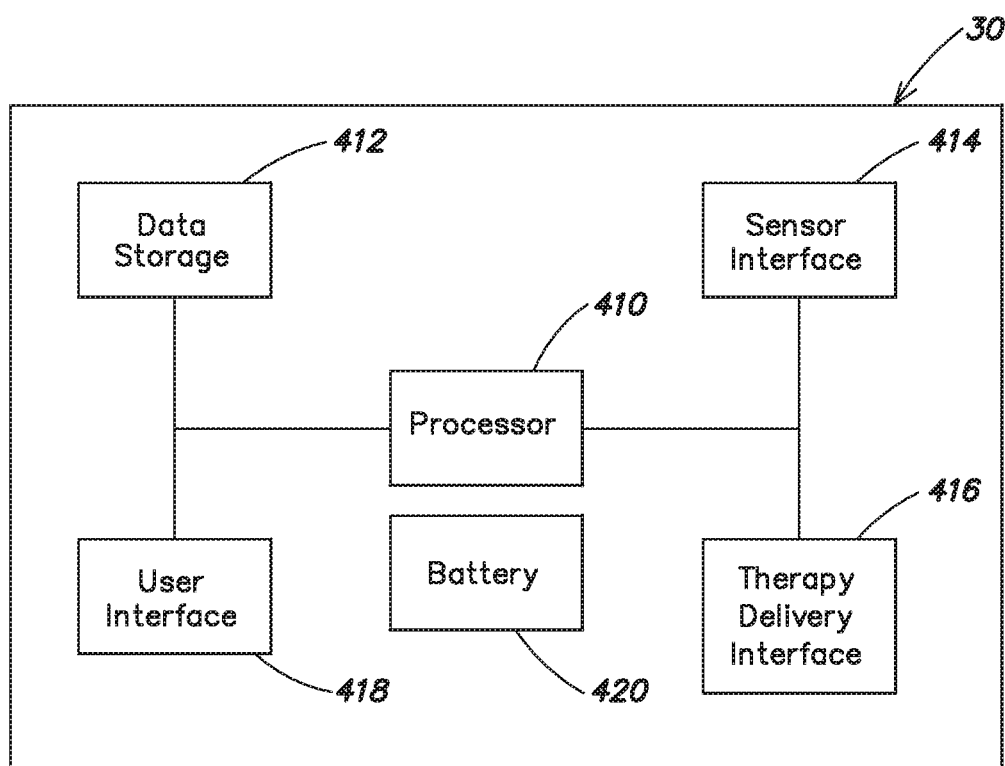 30
412
414
Data
Storage
Sensor
Interface
410
Processor
416
User
Interface
Battery
Therapy
Delivery
Interface
418
420